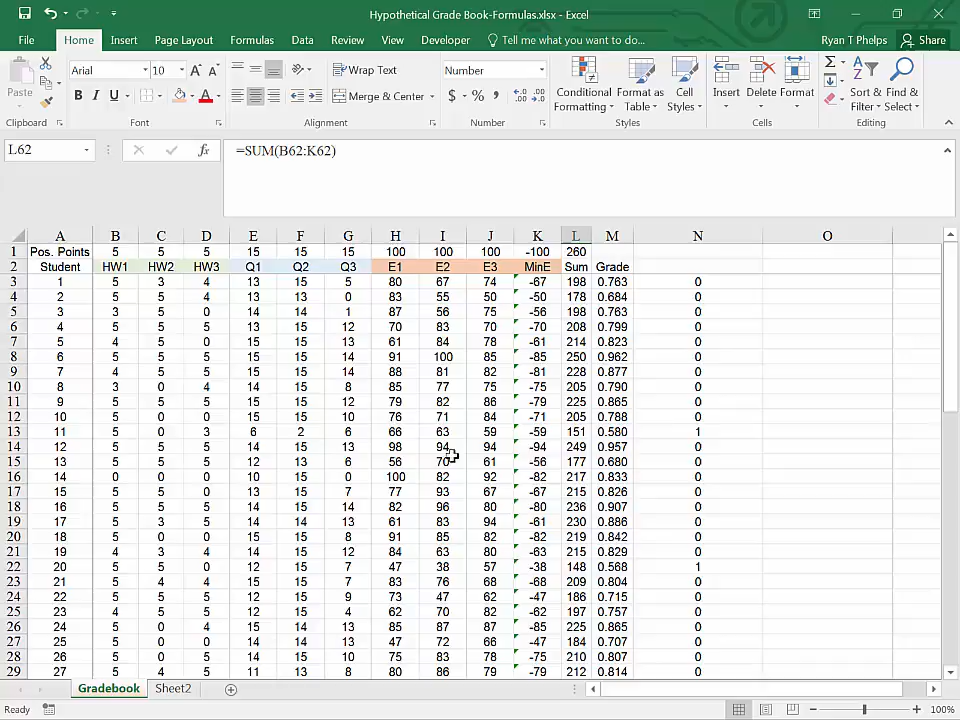 Hypothetical Grade Book-Formulas.xlsx - Excel
File Home Insert Page Layout Formulas Data Review View Developer Tell me what you want to do... Ryan T Phelps Share
Paste Arial 10 Wrap Text Number Conditional Formatting Format as Table Cell Styles Insert Delete Format Sort & Filter Find & Select
B I U Merge & Center $ % ,
Clipboard Font Alignment Number Styles Cells Editing
L62 fx =SUM(B62:K62)
A B C D E F G H I J K L M N O
1 Pos. Points 5 5 5 15 15 15 100 100 100 -100 260
2 Student HW1 HW2 HW3 Q1 Q2 Q3 E1 E2 E3 MinE Sum Grade
3 1 5 3 4 13 15 5 80 67 74 -67 198 0.763 0
4 2 5 5 4 13 13 0 83 55 50 -50 178 0.684 0
5 3 3 5 0 14 14 1 87 56 75 -56 198 0.763 0
6 4 5 5 5 13 15 12 70 83 70 -70 208 0.799 0
7 5 4 5 0 15 15 13 61 84 78 -61 214 0.823 0
8 6 5 5 5 15 15 14 91 100 85 -85 250 0.962 0
9 7 4 5 5 15 15 14 88 81 82 -81 228 0.877 0
10 8 3 0 4 14 15 8 85 77 75 -75 205 0.790 0
11 9 5 5 5 15 15 12 79 82 86 -79 225 0.865 0
12 10 5 0 0 15 15 10 76 71 84 -71 205 0.788 0
13 11 5 0 3 6 2 6 66 63 59 -59 151 0.580 1
14 12 5 5 5 14 15 13 98 94 94 -94 249 0.957 0
15 13 5 5 5 12 13 6 56 70 61 -56 177 0.680 0
16 14 0 0 0 10 15 0 100 82 92 -82 217 0.833 0
17 15 5 5 0 13 15 7 77 93 67 -67 215 0.826 0
18 16 5 5 5 14 15 14 82 96 80 -80 236 0.907 0
19 17 5 3 5 14 14 13 61 83 94 -61 230 0.886 0
20 18 5 0 0 15 15 8 91 85 82 -82 219 0.842 0
21 19 4 3 4 14 15 12 84 63 80 -63 215 0.829 0
22 20 5 5 0 12 15 7 47 38 57 -38 148 0.568 1
23 21 5 4 4 15 15 7 83 76 68 -68 209 0.804 0
24 22 5 5 5 12 15 9 73 47 62 -47 186 0.715 0
25 23 5 4 5 12 15 4 62 70 82 -62 197 0.757 0
26 24 5 0 4 15 14 13 85 87 87 -85 225 0.865 0
27 25 5 0 0 14 14 13 47 72 66 -47 184 0.707 0
28 26 5 0 5 14 15 10 75 83 78 -75 210 0.807 0
29 27 5 4 5 11 13 8 80 86 79 -79 212 0.814 0
Gradebook Sheet2
Ready 100%